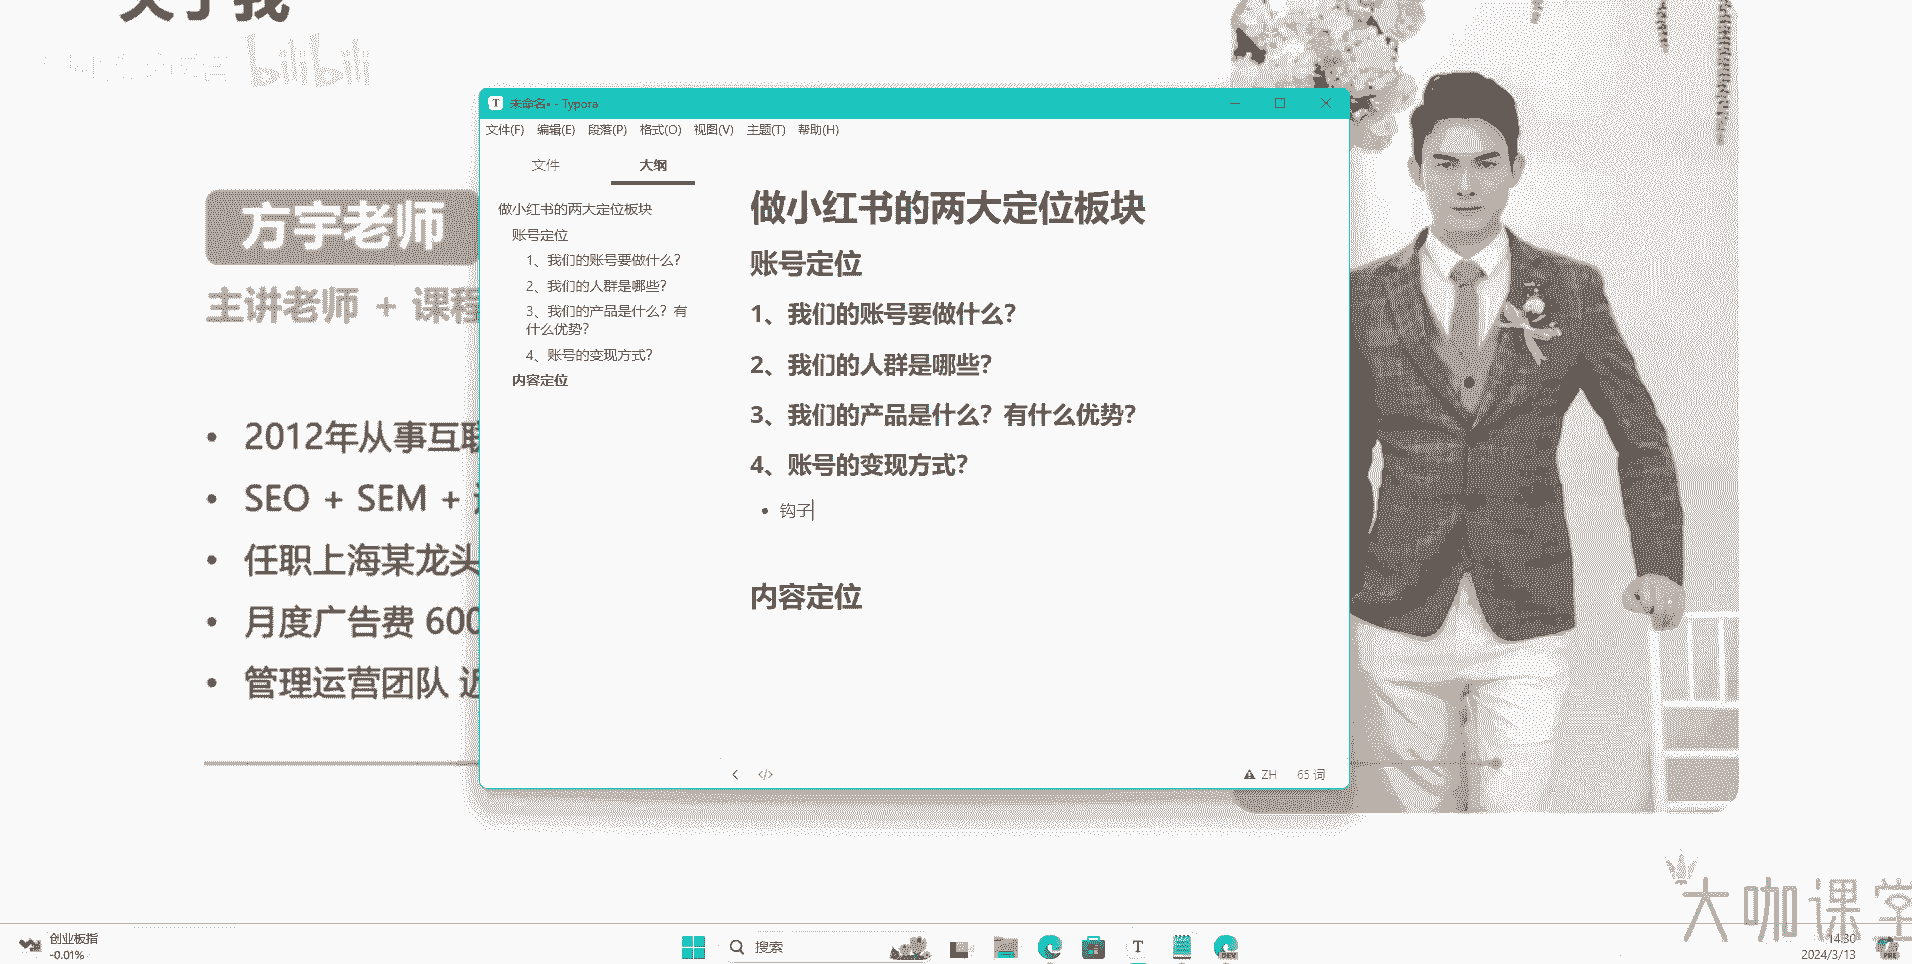 关于我
bilibili
方宇老师
主讲老师 + 课程
• 2012年从事互联
• SEO + SEM +
• 任职上海某龙头
• 月度广告费 600
• 管理运营团队 近
未命名• - Typora
文件(F) 编辑(E) 段落(P) 格式(O) 视图(V) 主题(T) 帮助(H)
文件 大纲
做小红书的两大定位板块
账号定位
1、我们的账号要做什么？
2、我们的人群是哪些？
3、我们的产品是什么？有
什么优势？
4、账号的变现方式？
内容定位
做小红书的两大定位板块
账号定位
1、我们的账号要做什么？
2、我们的人群是哪些？
3、我们的产品是什么？有什么优势？
4、账号的变现方式？
• 钩子
内容定位
</> ZH 65 词
大咖课堂
创业板指
-0.01%
搜索
T
DEV
14:30
2024/3/13
PRE